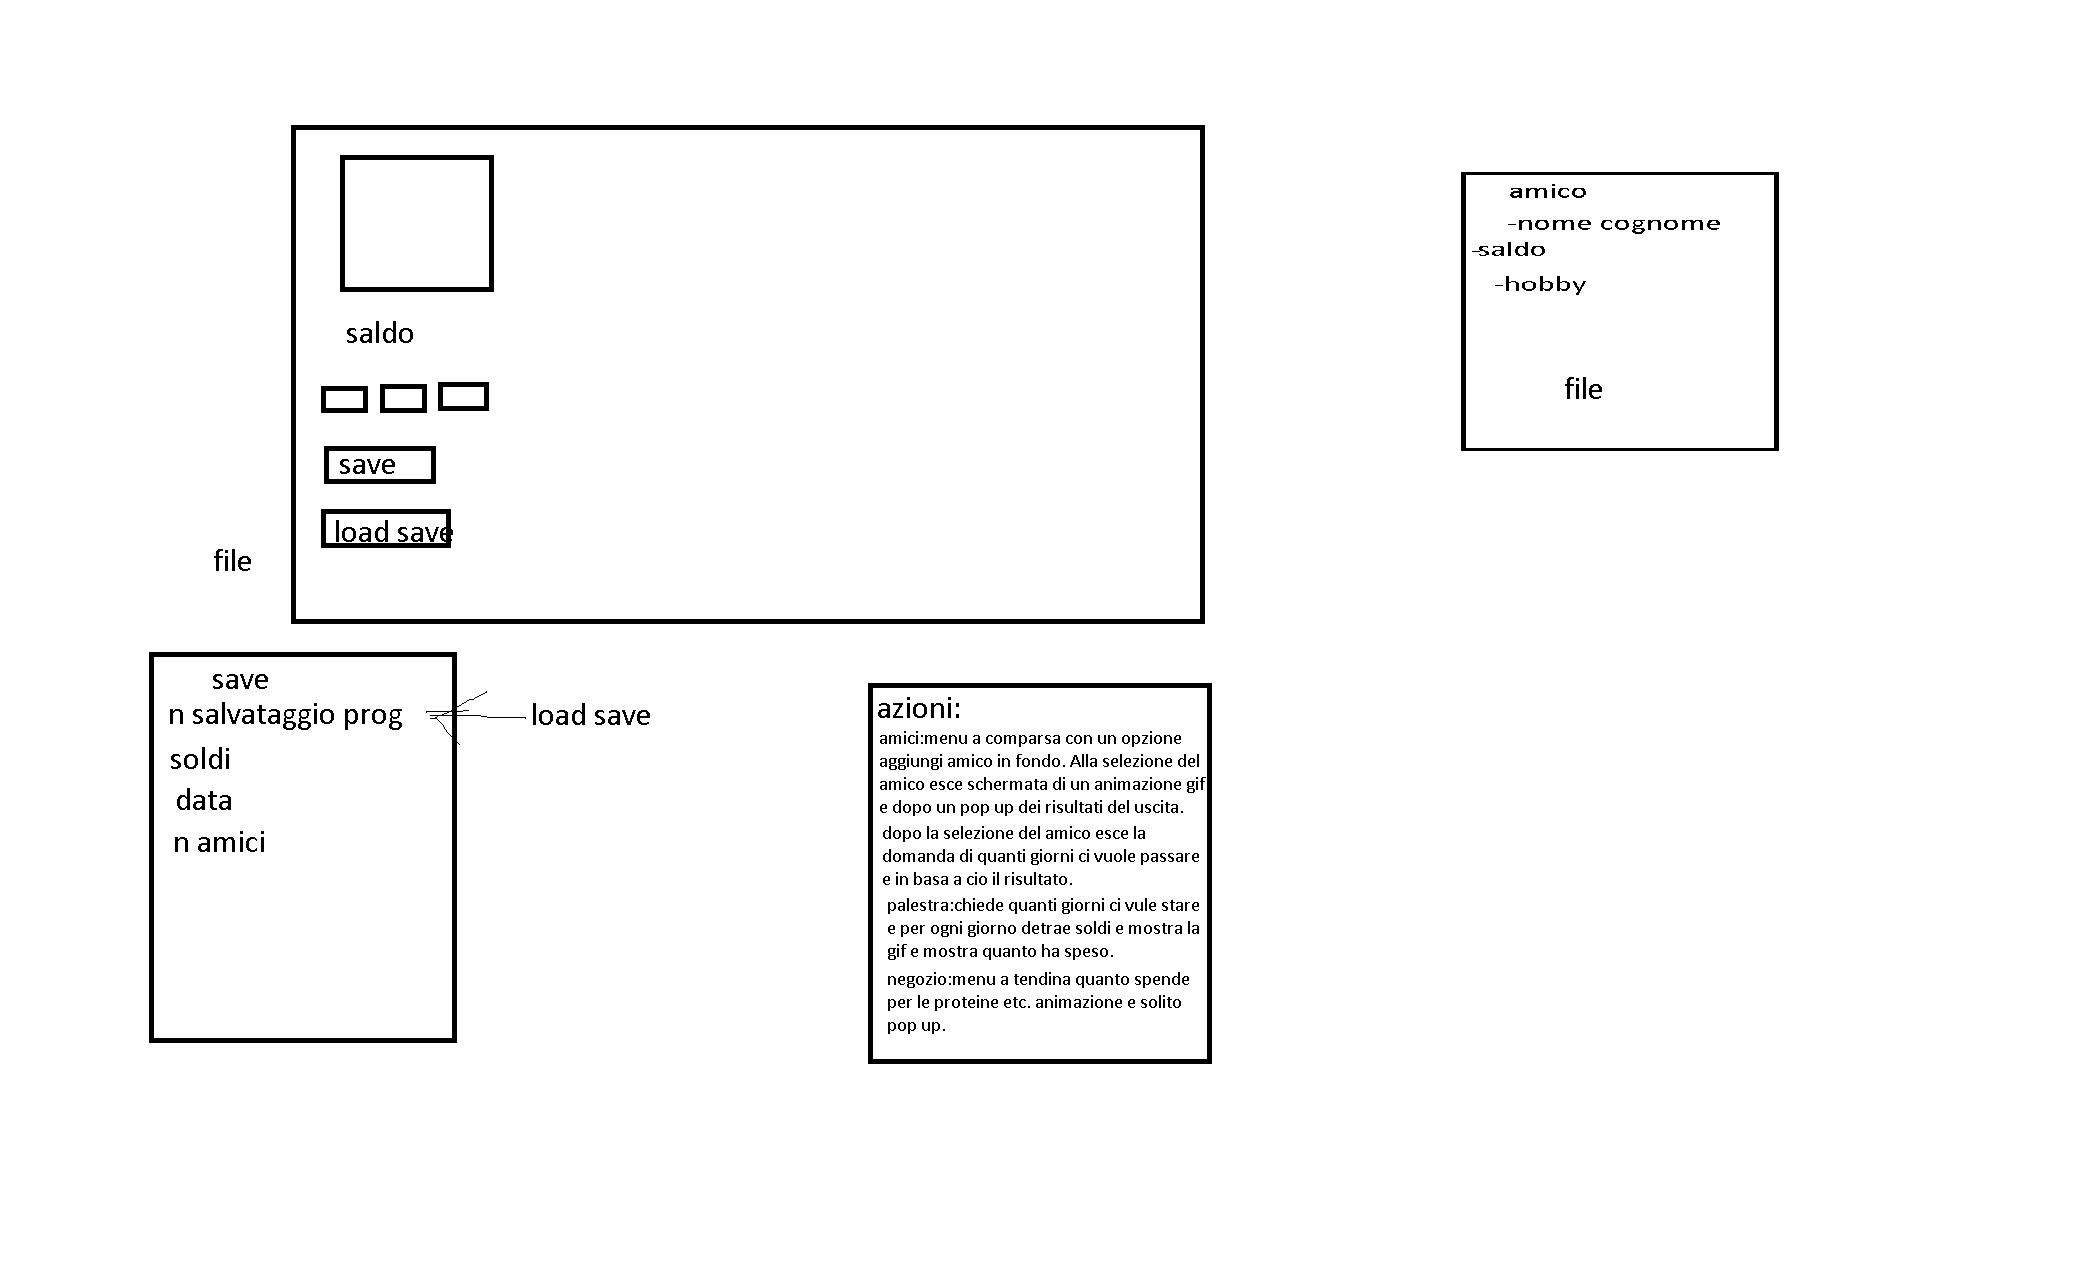 saldo
save
load save
file
amico
-nome cognome
-saldo
-hobby
file
save
n salvataggio prog
soldi
data
n amici
load save
azioni:
amici:menu a comparsa con un opzione
aggiungi amico in fondo. Alla selezione del
amico esce schermata di un animazione gif
e dopo un pop up dei risultati del uscita.
dopo la selezione del amico esce la
domanda di quanti giorni ci vuole passare
e in basa a cio il risultato.
palestra:chiede quanti giorni ci vule stare
e per ogni giorno detrae soldi e mostra la
gif e mostra quanto ha speso.
negozio:menu a tendina quanto spende
per le proteine etc. animazione e solito
pop up.